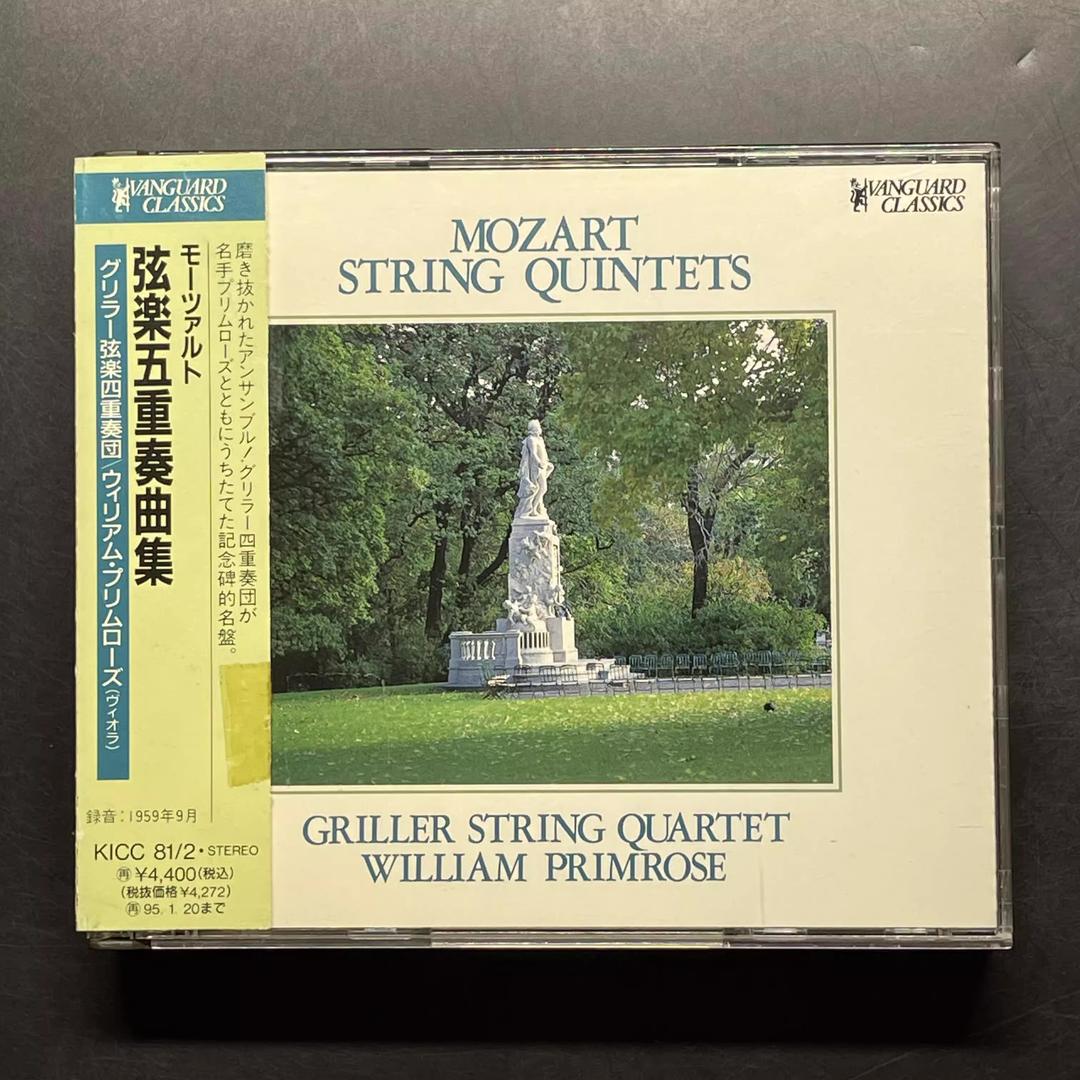 VANGUARD
CLASSICS
磨き抜かれたアンサンブル!グリラー四重奏団が
名手プリムローズとともにうちたてた記念碑的名盤。
モーツァルト
弦楽五重奏曲集
グリラー弦楽四重奏団/ウィリアム・プリムローズ(ヴィオラ)
録音:1959年9月
KICC 81/2・STEREO
㊢¥4,400(税込)
(税抜価格¥4,272)
㊢95.1.20まで
VANGUARD
CLASSICS
MOZART
STRING QUINTETS
GRILLER STRING QUARTET
WILLIAM PRIMROSE